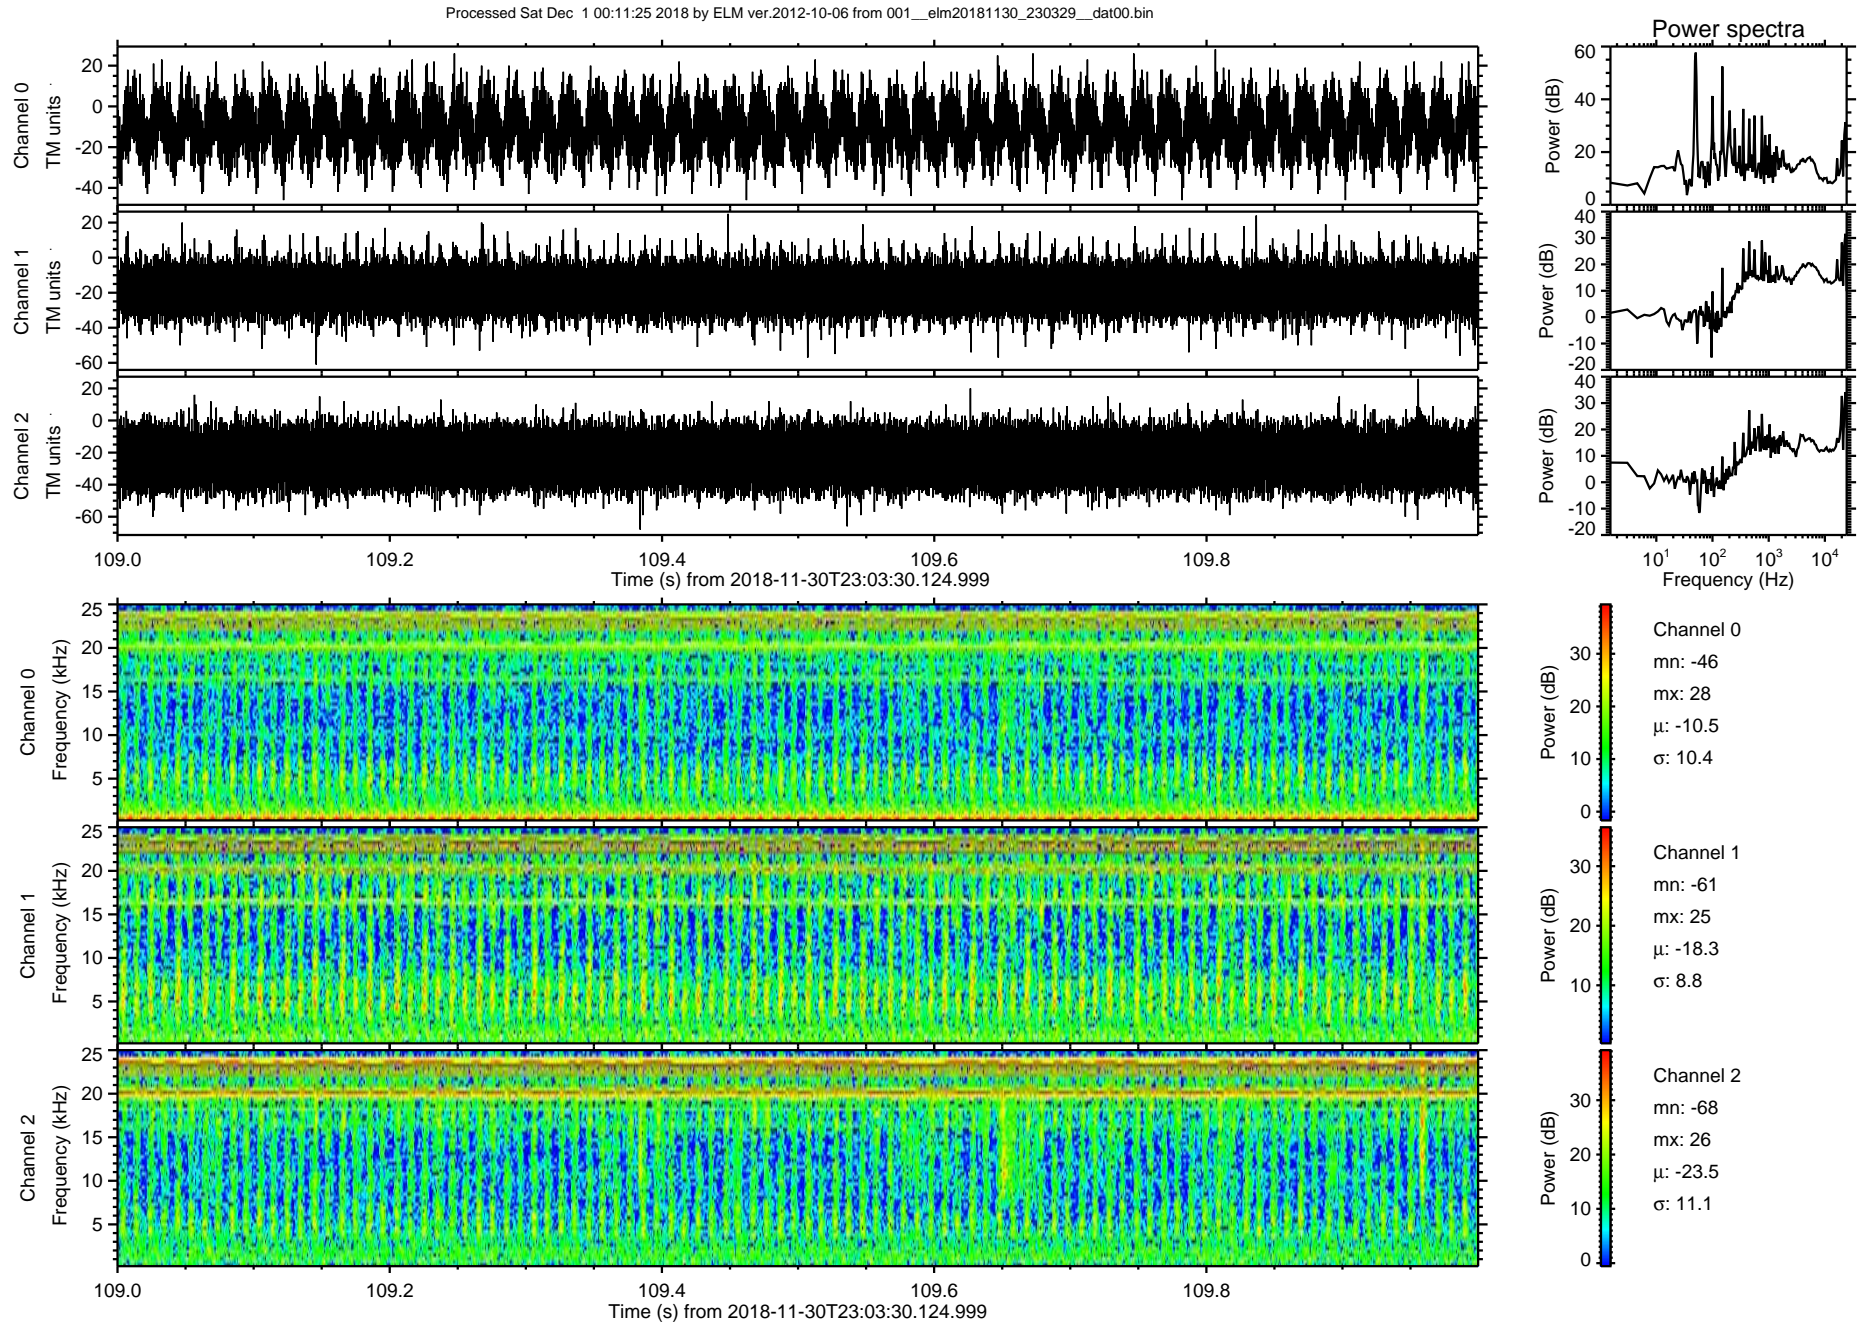 Processed Sat Dec  1 00:11:25 2018 by ELM ver.2012-10-06 from 001__elm20181130_230329__dat00.bin
Power spectra
Channel 0
TM units
20
0
-20
-40
Power (dB)
60
40
20
0
Channel 1
TM units
20
0
-20
-40
-60
Power (dB)
40
30
20
10
0
-10
-20
Channel 2
TM units
20
0
-20
-40
-60
Power (dB)
40
30
20
10
0
-10
-20
109.0 109.2 109.4 109.6 109.8
Time (s) from 2018-11-30T23:03:30.124.999
10¹ 10² 10³ 10⁴
Frequency (Hz)
Channel 0
Frequency (kHz)
25
20
15
10
5
Power (dB)
30
20
10
0
Channel 0
mn: -46
mx: 28
μ: -10.5
σ: 10.4
Channel 1
Frequency (kHz)
25
20
15
10
5
Power (dB)
30
20
10
Channel 1
mn: -61
mx: 25
μ: -18.3
σ: 8.8
Channel 2
Frequency (kHz)
25
20
15
10
5
Power (dB)
30
20
10
0
Channel 2
mn: -68
mx: 26
μ: -23.5
σ: 11.1
109.0 109.2 109.4 109.6 109.8
Time (s) from 2018-11-30T23:03:30.124.999